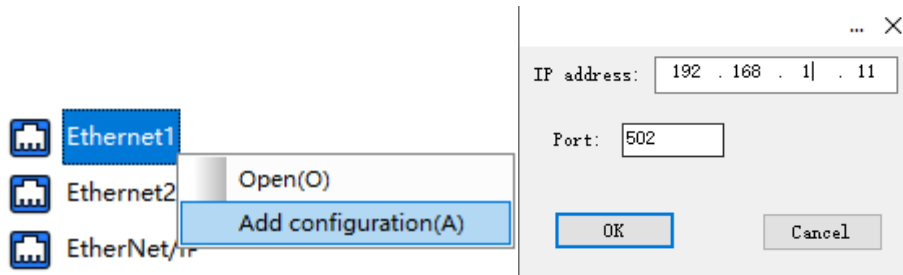 Ethernet1
Open(O)
Ethernet2
Add configuration(A)
EtherNet/IP
...
IP address: 192 . 168 . 1 . 11
Port: 502
OK Cancel